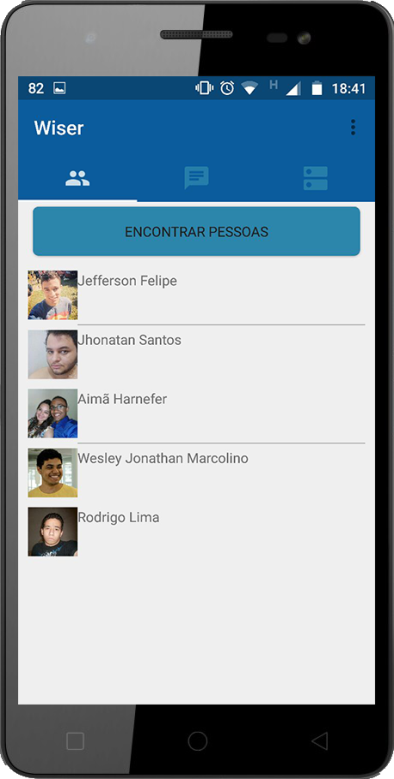 82 H 18:41
Wiser
ENCONTRAR PESSOAS
Jefferson Felipe
Jhonatan Santos
Aimã Harnefer
Wesley Jonathan Marcolino
Rodrigo Lima